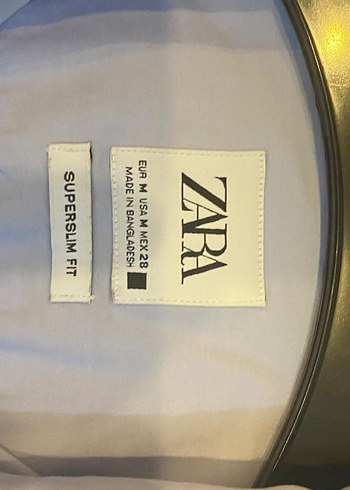 ZARA
EUR M USA M MEX 28
MADE IN BANGLADESH
SUPERSLIM FIT